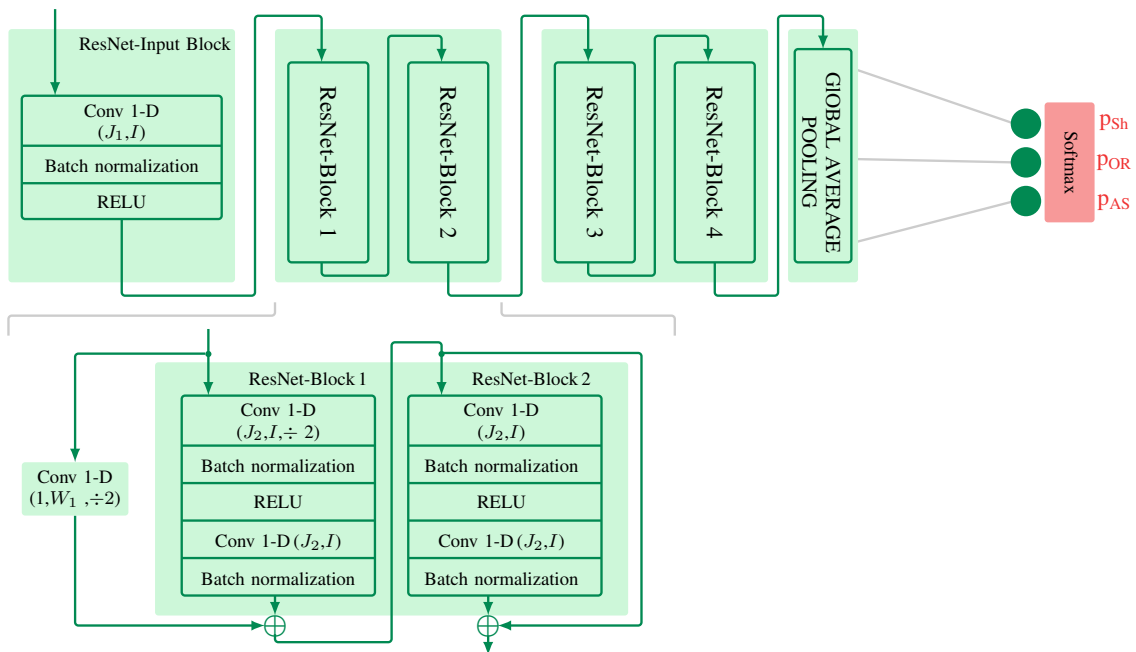 ResNet-Input Block
Conv 1-D
(J₁,I)
Batch normalization
RELU
ResNet-Block 1
ResNet-Block 2
ResNet-Block 3
ResNet-Block 4
GlOBAL AVERAGE
POOLING
Softmax
pSh
pOR
pAS
ResNet-Block 1
ResNet-Block 2
Conv 1-D
(J₂,I,÷ 2)
Batch normalization
RELU
Conv 1-D (J₂,I)
Batch normalization
Conv 1-D
(J₂,I)
Batch normalization
RELU
Conv 1-D (J₂,I)
Batch normalization
Conv 1-D
(1,W₁ ,÷2)